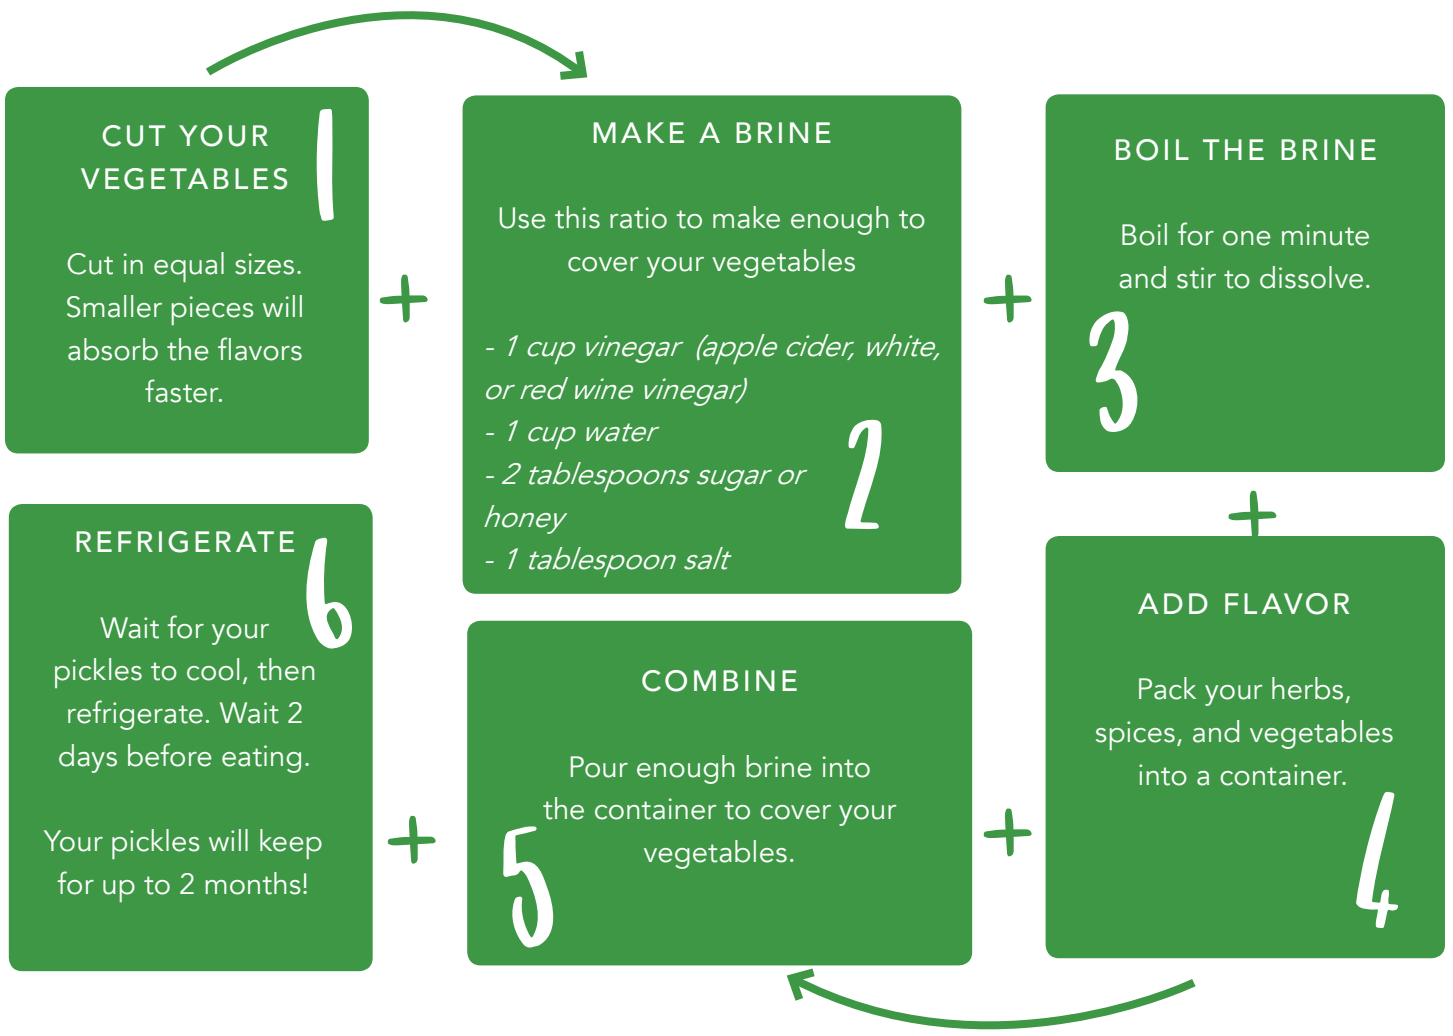 CUT YOUR
VEGETABLES
1
Cut in equal sizes.
Smaller pieces will
absorb the flavors
faster.
+
MAKE A BRINE
Use this ratio to make enough to
cover your vegetables
- 1 cup vinegar (apple cider, white,
or red wine vinegar)
- 1 cup water
- 2 tablespoons sugar or
honey
- 1 tablespoon salt
2
+
BOIL THE BRINE
Boil for one minute
and stir to dissolve.
3
+
ADD FLAVOR
Pack your herbs,
spices, and vegetables
into a container.
4
+
COMBINE
Pour enough brine into
the container to cover your
vegetables.
5
+
REFRIGERATE
6
Wait for your
pickles to cool, then
refrigerate. Wait 2
days before eating.
Your pickles will keep
for up to 2 months!